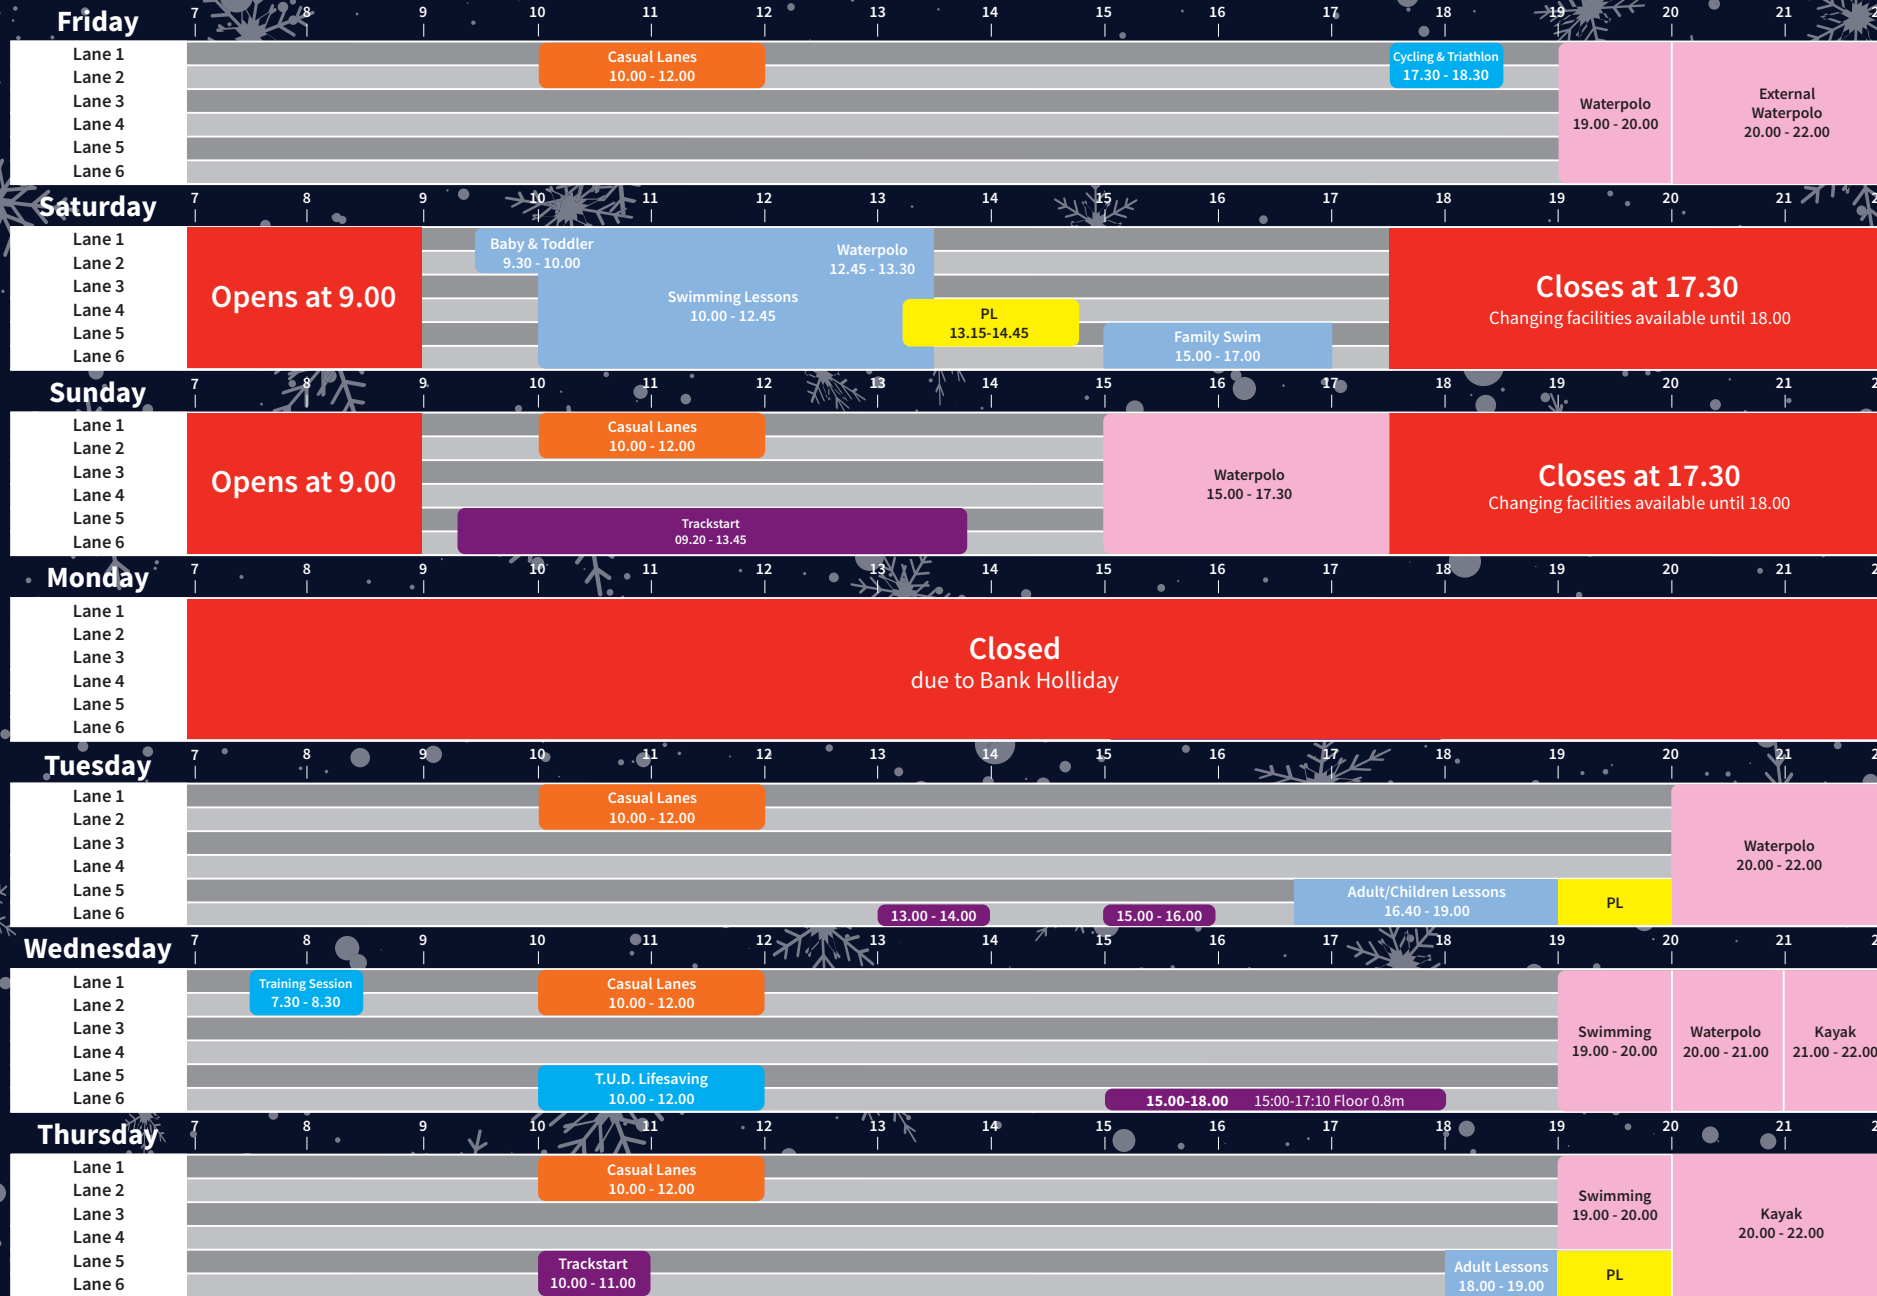 Friday
7 8 9 10 11 12 13 14 15 16 17 18 19 20 21 2
Lane 1
Lane 2
Lane 3
Lane 4
Lane 5
Lane 6
Casual Lanes
10.00 - 12.00
Cycling & Triathlon
17.30 - 18.30
Waterpolo
19.00 - 20.00
External
Waterpolo
20.00 - 22.00
Saturday
7 8 9 10 11 12 13 14 15 16 17 18 19 20 21 2
Lane 1
Lane 2
Lane 3
Lane 4
Lane 5
Lane 6
Opens at 9.00
Baby & Toddler
9.30 - 10.00
Swimming Lessons
10.00 - 12.45
Waterpolo
12.45 - 13.30
PL
13.15-14.45
Family Swim
15.00 - 17.00
Closes at 17.30
Changing facilities available until 18.00
Sunday
7 8 9 10 11 12 13 14 15 16 17 18 19 20 21 2
Lane 1
Lane 2
Lane 3
Lane 4
Lane 5
Lane 6
Opens at 9.00
Casual Lanes
10.00 - 12.00
Trackstart
09.20 - 13.45
Waterpolo
15.00 - 17.30
Closes at 17.30
Changing facilities available until 18.00
Monday
7 8 9 10 11 12 13 14 15 16 17 18 19 20 21 2
Lane 1
Lane 2
Lane 3
Lane 4
Lane 5
Lane 6
Closed
due to Bank Holliday
Tuesday
7 8 9 10 11 12 13 14 15 16 17 18 19 20 21 2
Lane 1
Lane 2
Lane 3
Lane 4
Lane 5
Lane 6
Casual Lanes
10.00 - 12.00
13.00 - 14.00
15.00 - 16.00
Adult/Children Lessons
16.40 - 19.00
PL
Waterpolo
20.00 - 22.00
Wednesday
7 8 9 10 11 12 13 14 15 16 17 18 19 20 21 2
Lane 1
Lane 2
Lane 3
Lane 4
Lane 5
Lane 6
Training Session
7.30 - 8.30
Casual Lanes
10.00 - 12.00
T.U.D. Lifesaving
10.00 - 12.00
15.00-18.00 15:00-17:10 Floor 0.8m
Swimming
19.00 - 20.00
Waterpolo
20.00 - 21.00
Kayak
21.00 - 22.00
Thursday
7 8 9 10 11 12 13 14 15 16 17 18 19 20 21 2
Lane 1
Lane 2
Lane 3
Lane 4
Lane 5
Lane 6
Casual Lanes
10.00 - 12.00
Trackstart
10.00 - 11.00
Adult Lessons
18.00 - 19.00
Swimming
19.00 - 20.00
PL
Kayak
20.00 - 22.00